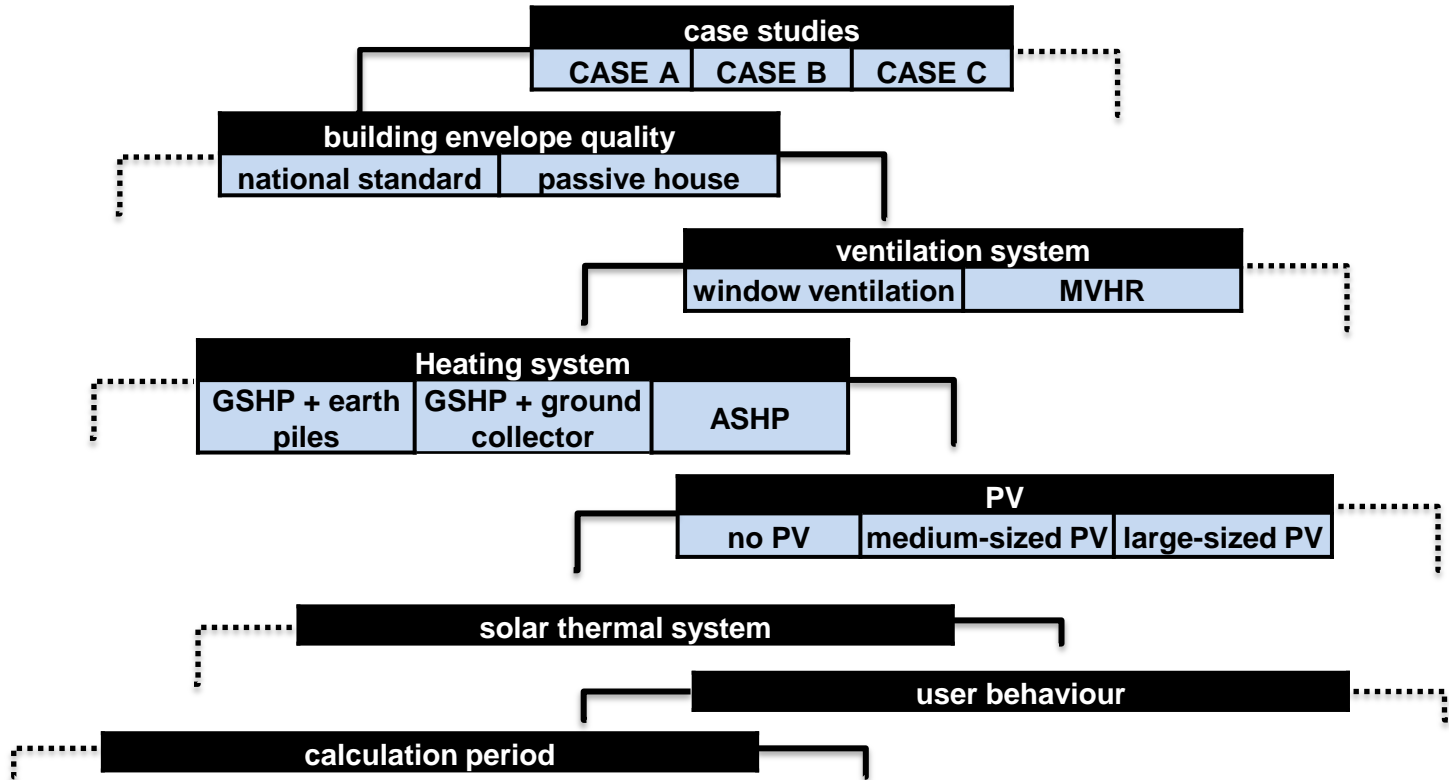 case studies
CASE A CASE B CASE C
building envelope quality
national standard passive house
ventilation system
window ventilation MVHR
Heating system
GSHP + earth piles
GSHP + ground collector
ASHP
PV
no PV medium-sized PV large-sized PV
solar thermal system
user behaviour
calculation period